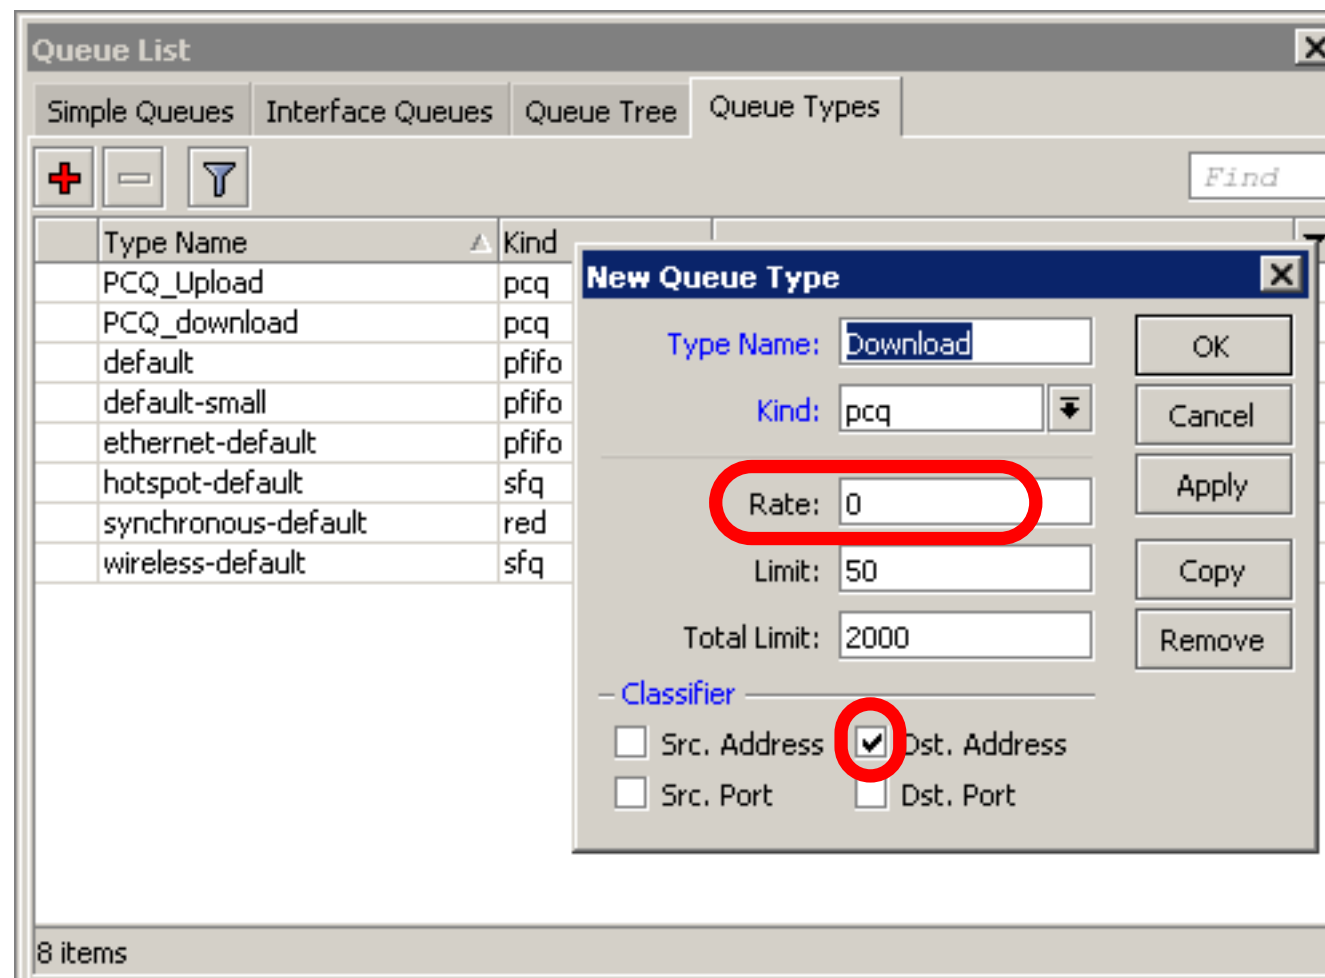 Queue List
Simple Queues Interface Queues Queue Tree Queue Types
Find
Type Name Kind
PCQ_Upload pcq
PCQ_download pcq
default pfifo
default-small pfifo
ethernet-default pfifo
hotspot-default sfq
synchronous-default red
wireless-default sfq
New Queue Type
Type Name: Download OK
Kind: pcq Cancel
Rate: 0 Apply
Limit: 50 Copy
Total Limit: 2000 Remove
Classifier
Src. Address Dst. Address
Src. Port Dst. Port
8 items